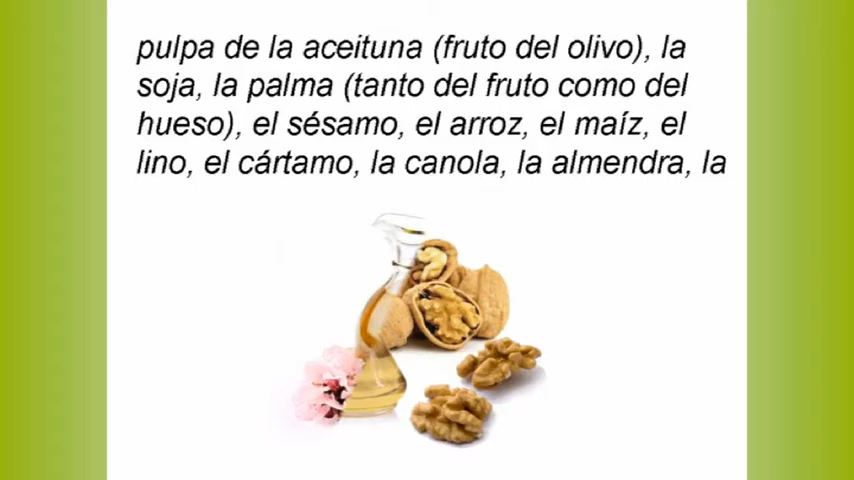 pulpa de la aceituna (fruto del olivo), la
soja, la palma (tanto del fruto como del
hueso), el sésamo, el arroz, el maíz, el
lino, el cártamo, la canola, la almendra, la